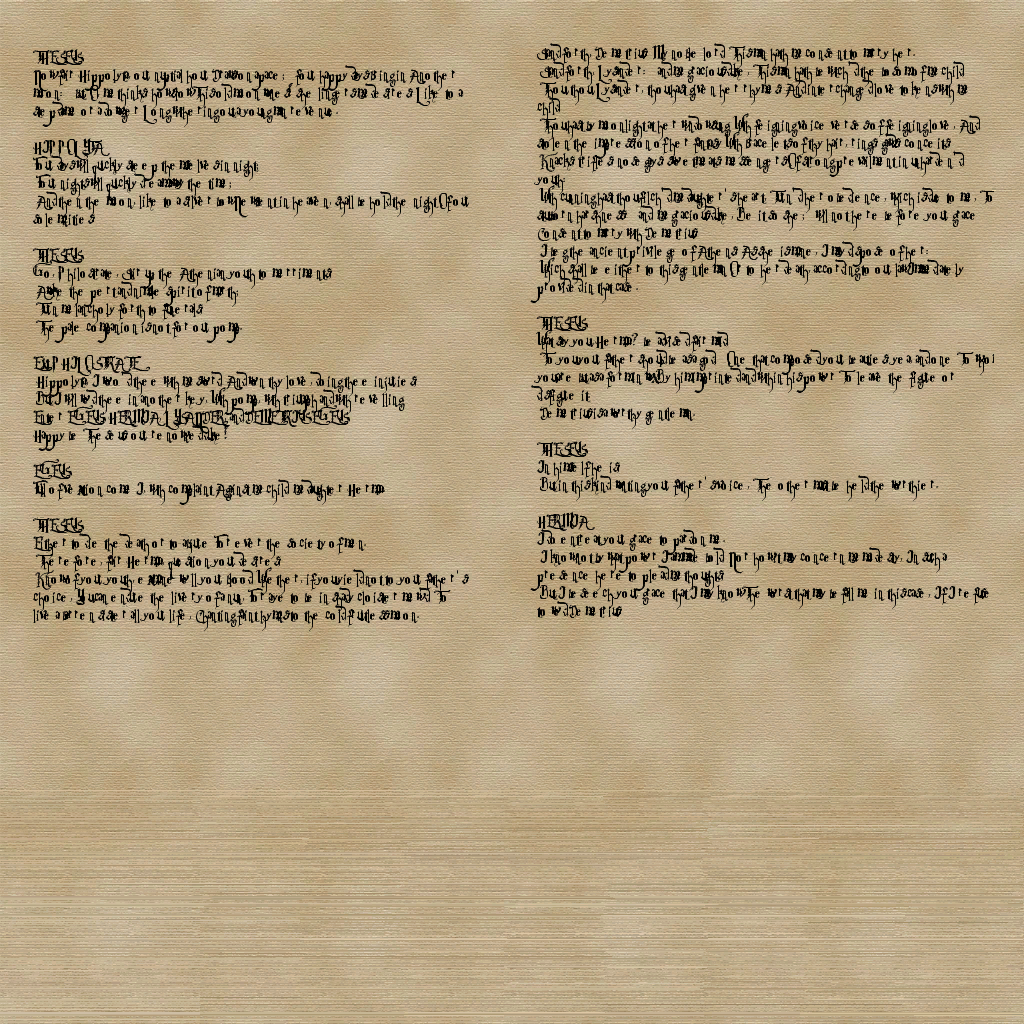 THESEUS
Now fair Hippolyta our nuptial hour Draws on apace; four happy days bring in Another
moon: but O me thinks how slow This old moon wanes she lingers my desires Like to a
step dame or a dowager Long withering out a young men revenue.
HIPPOLYTA
Four days will quickly steep themselves in night;
Four nights will quickly dream away the time;
And then the moon, like to a silver bow New bent in heaven, shall behold the night Of our
solemnities
THESEUS
Go, Philostrate, Stir up the Athenian youth to merriments
Awake the pert and nimble spirit of mirth;
Turn melancholy forth to funerals
The pale companion is not for our pomp.
PHILOSTRATE
Hippolyta, I wood thee with my sword And won thy love, doing thee injuries
But I will wed thee in another key, With pomp, with triumph and with revelling
Enter EGEUS HERMIA LYSANDER and DEMETRIUS EGEUS
Happy be Theseus our renowned duke!
EGEUS
Full of vexation come I, with complaint Against my child my daughter Hermia
THESEUS
Either to die the death or to abjure For ever the society of men.
Therefore, fair Hermia question your desires
Know of your youth examine well your blood Whether, if you yield not to your father's
choice, You can endure the livery of a nun, For aye to be in shady cloister mewd To
live a barren sister all your life, Chanting faint hymns to the cold fruitless moon.
Stand forth Demetrius My noble lord This man hath my consent to marry her.
Stand forth Lysander: and my gracious duke, This man hath bewitchd the bosom of my child
Thou thou Lysander, thou hast given her rhymes And interchanged love tokens with my
child
Thou hast by moonlight at her window sung With feigning voice verses of feigning love, And
stolen the impression of her fantasy With bracelets of thy hair, rings gawds conceits
Knacks trifles nosegays sweetmeats messengers Of strong prevailment in unhardend
youth:
With cunning hast thou filchd my daughter's heart, Turnd her obedience, which is due to me, To
stubborn harshness and my gracious duke, Be it so she; will not here before your grace
Consent to marry with Demetrius
I beg the ancient privilege of Athens As she is mine, I may dispose of her:
Which shall be either to this gentleman Or to her death according to our law Immediately
provided in that case.
THESEUS
What say you Hermia? be advised fair maid
To you your father should be as a god One that composed your beauties yea and one To whom
you are but as a form in wax By him imprinted and within his power To leave the figure or
disfigure it
Demetrius is a worthy gentleman.
THESEUS
In himself he is
But in this kind wanting your father's voice, The other must be held the worthier.
HERMIA
I do entreat your grace to pardon me.
I know not by what power I am made bold Nor how it may concern my modesty, In such a
presence here to plead my thoughts
But I beseech your grace that I may know The worst that may befall me in this case, If I refuse
to wed Demetrius